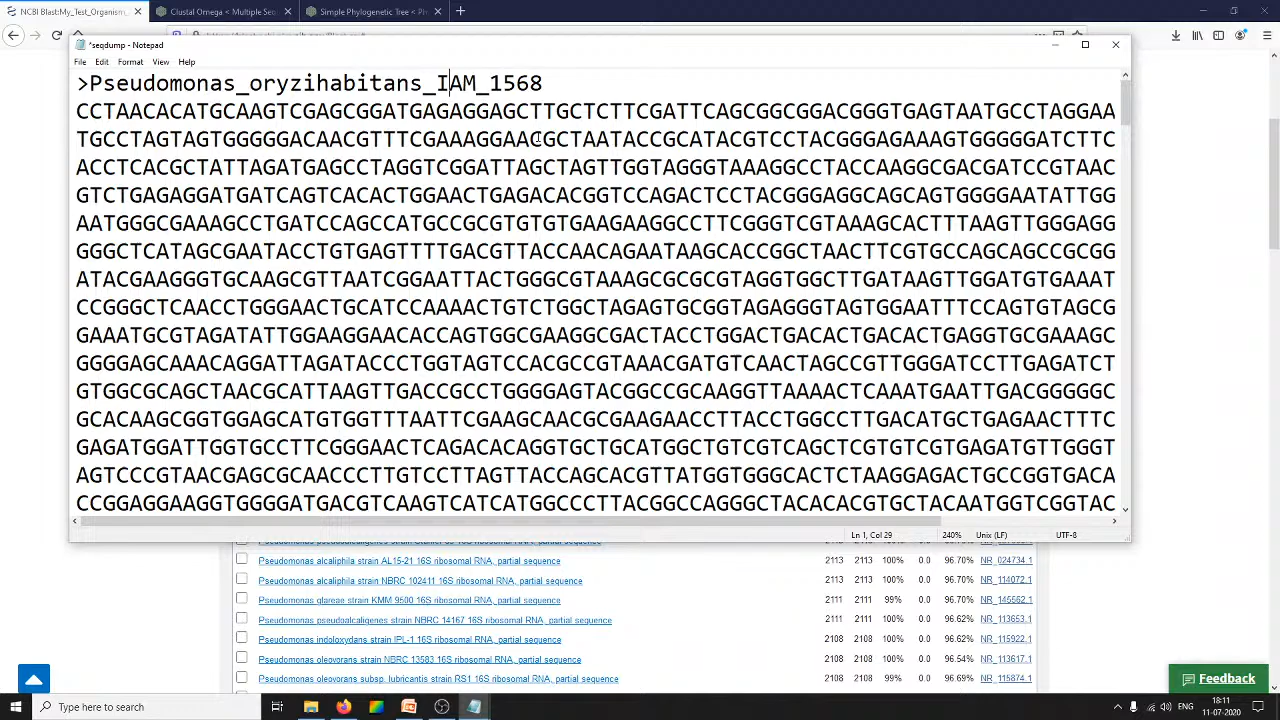 NCBI Blast:My_Test_Organism_
Clustal Omega < Multiple Seq
Simple Phylogenetic Tree < Ph
*seqdump - Notepad
File Edit Format View Help
>Pseudomonas_oryzihabitans_IAM_1568
CCTAACACATGCAAGTCGAGCGGATGAGAGGAGCTTGCTCTTCGATTCAGCGGCGGACGGGTGAGTAATGCCTAGGAA
TGCCTAGTAGTGGGGGACAACGTTTCGAAAGGAACGCTAATACCGCATACGTCCTACGGGAGAAAGTGGGGGATCTTC
ACCTCACGCTATTAGATGAGCCTAGGTCGGATTAGCTAGTTGGTAGGGTAAAGGCCTACCAAGGCGACGATCCGTAAC
GTCTGAGAGGATGATCAGTCACACTGGAACTGAGACACGGTCCAGACTCCTACGGGAGGCAGCAGTGGGGAATATTGG
AATGGGCGAAAGCCTGATCCAGCCATGCCGCGTGTGTGAAGAAGGCCTTCGGGTCGTAAAGCACTTTAAGTTGGGAGG
GGGCTCATAGCGAATACCTGTGAGTTTTGACGTTACCAACAGAATAAGCACCGGCTAACTTCGTGCCAGCAGCCGCGG
ATACGAAGGGTGCAAGCGTTAATCGGAATTACTGGGCGTAAAGCGCGCGTAGGTGGCTTGATAAGTTGGATGTGAAAT
CCGGGCTCAACCTGGGAACTGCATCCAAAACTGTCTGGCTAGAGTGCGGTAGAGGGTAGTGGAATTTCCAGTGTAGCG
GAAATGCGTAGATATTGGAAGGAACACCAGTGGCGAAGGCGACTACCTGGACTGACACTGACACTGAGGTGCGAAAGC
GGGGAGCAAACAGGATTAGATACCCTGGTAGTCCACGCCGTAAACGATGTCAACTAGCCGTTGGGATCCTTGAGATCT
GTGGCGCAGCTAACGCATTAAGTTGACCGCCTGGGGAGTACGGCCGCAAGGTTAAAACTCAAATGAATTGACGGGGGC
GCACAAGCGGTGGAGCATGTGGTTTAATTCGAAGCAACGCGAAGAACCTTACCTGGCCTTGACATGCTGAGAACTTTC
GAGATGGATTGGTGCCTTCGGGAACTCAGACACAGGTGCTGCATGGCTGTCGTCAGCTCGTGTCGTGAGATGTTGGGT
AGTCCCGTAACGAGCGCAACCCTTGTCCTTAGTTACCAGCACGTTATGGTGGGCACTCTAAGGAGACTGCCGGTGACA
CCGGAGGAAGGTGGGGATGACGTCAAGTCATCATGGCCCTTACGGCCAGGGCTACACACGTGCTACAATGGTCGGTAC
Ln 1, Col 29 240% Unix (LF) UTF-8
Pseudomonas alcaliphila strain AL15-21 16S ribosomal RNA, partial sequence 2113 2113 100% 0.0 96.70% NR_024734.1
Pseudomonas alcaliphila strain NBRC 102411 16S ribosomal RNA, partial sequence 2113 2113 100% 0.0 96.70% NR_114072.1
Pseudomonas glareae strain KMM 9500 16S ribosomal RNA, partial sequence 2111 2111 99% 0.0 96.70% NR_145562.1
Pseudomonas pseudoalcaligenes strain NBRC 14167 16S ribosomal RNA, partial sequence 2111 2111 100% 0.0 96.62% NR_113653.1
Pseudomonas indoloxydans strain IPL-1 16S ribosomal RNA, partial sequence 2108 2108 100% 0.0 96.62% NR_115922.1
Pseudomonas oleovorans strain NBRC 13583 16S ribosomal RNA, partial sequence 2108 2108 100% 0.0 96.54% NR_113617.1
Pseudomonas oleovorans subsp. lubricantis strain RS1 16S ribosomal RNA, partial sequence 2108 2108 99% 0.0 96.69% NR_115874.1
Feedback
Type here to search
18:11
ENG
11-07-2020